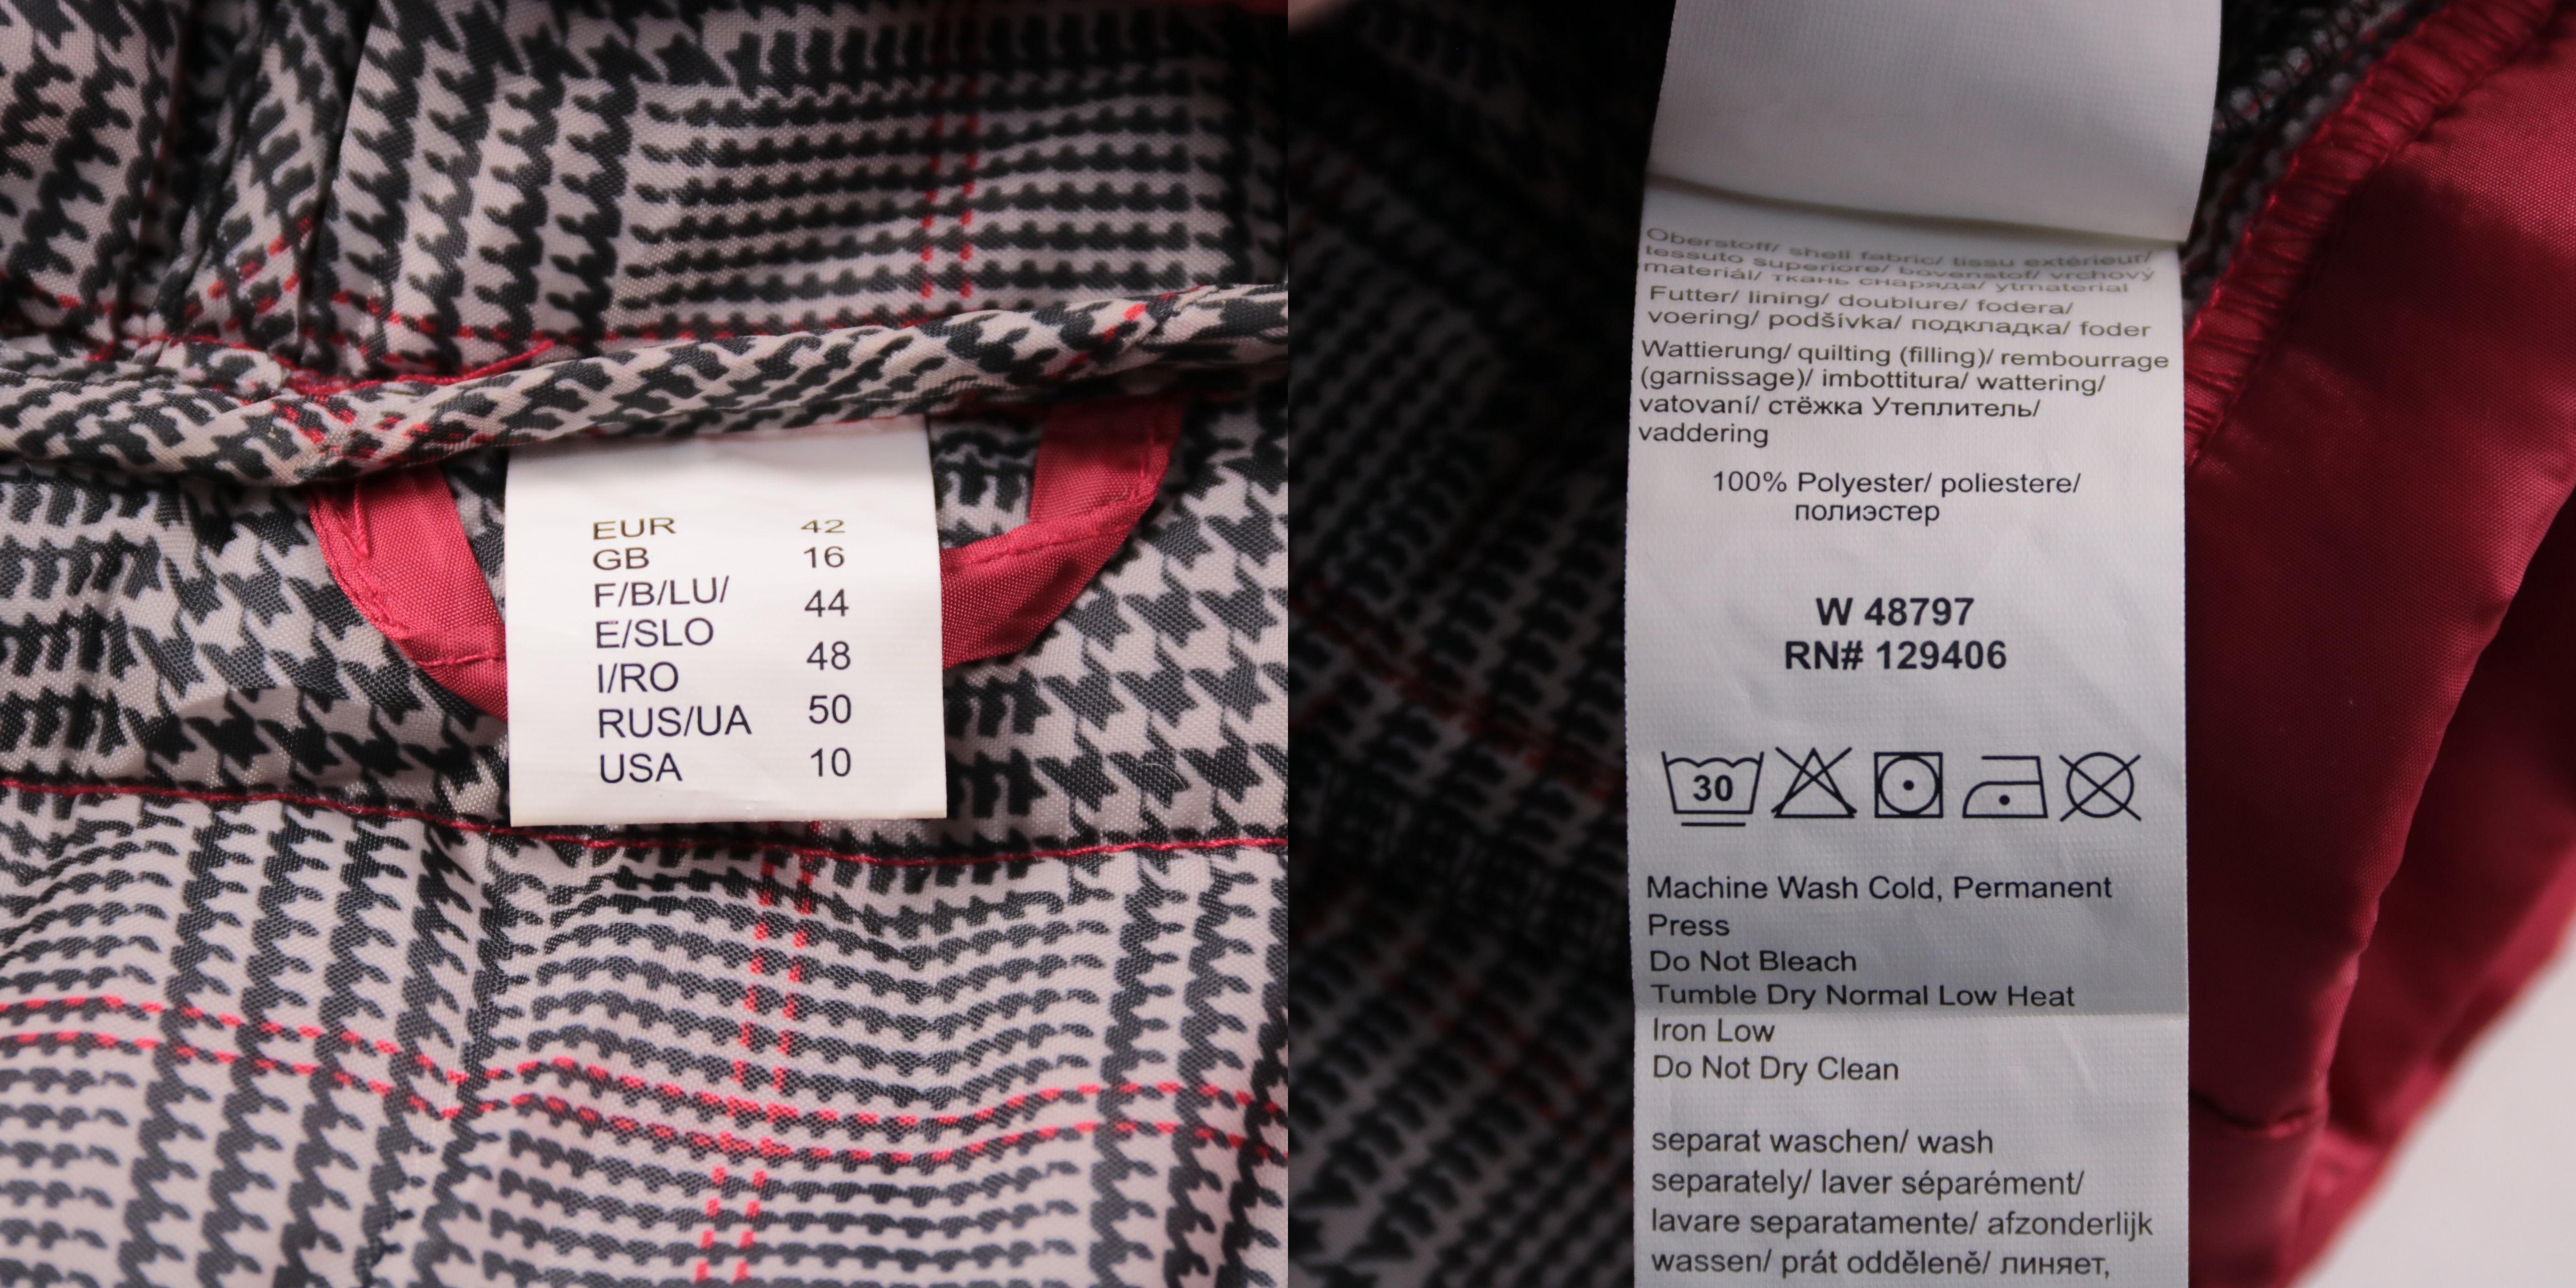 EUR 42
GB 16
F/B/LU/ 44
E/SLO
I/RO 48
RUS/UA 50
USA 10
Oberstoff/ shell fabric/ tissu extérieur/
tessuto superiore/ bovenstof/ vrchový
materiál/ ткань снаряда/ ytmaterial
Futter/ lining/ doublure/ fodera/
voering/ podšívka/ подкладка/ foder
Wattierung/ quilting (filling)/ rembourrage
(garnissage)/ imbottitura/ wattering/
vatovaní/ стёжка Утеплитель/
vaddering
100% Polyester/ poliestere/
полиэстер
W 48797
RN# 129406
30
Machine Wash Cold, Permanent
Press
Do Not Bleach
Tumble Dry Normal Low Heat
Iron Low
Do Not Dry Clean
separat waschen/ wash
separately/ laver séparément/
lavare separatamente/ afzonderlijk
wassen/ prát odděleně/ линяет,